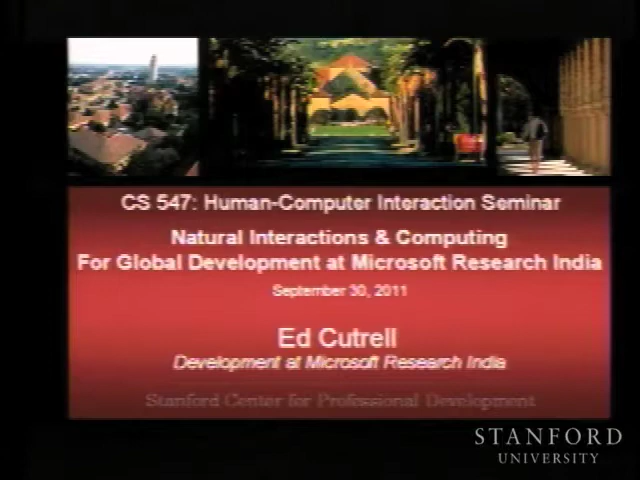 CS 547: Human-Computer Interaction Seminar
Natural Interactions & Computing
For Global Development at Microsoft Research India
September 30, 2011
Ed Cutrell
Development at Microsoft Research India
Stanford Center for Professional Development
STANFORD
UNIVERSITY